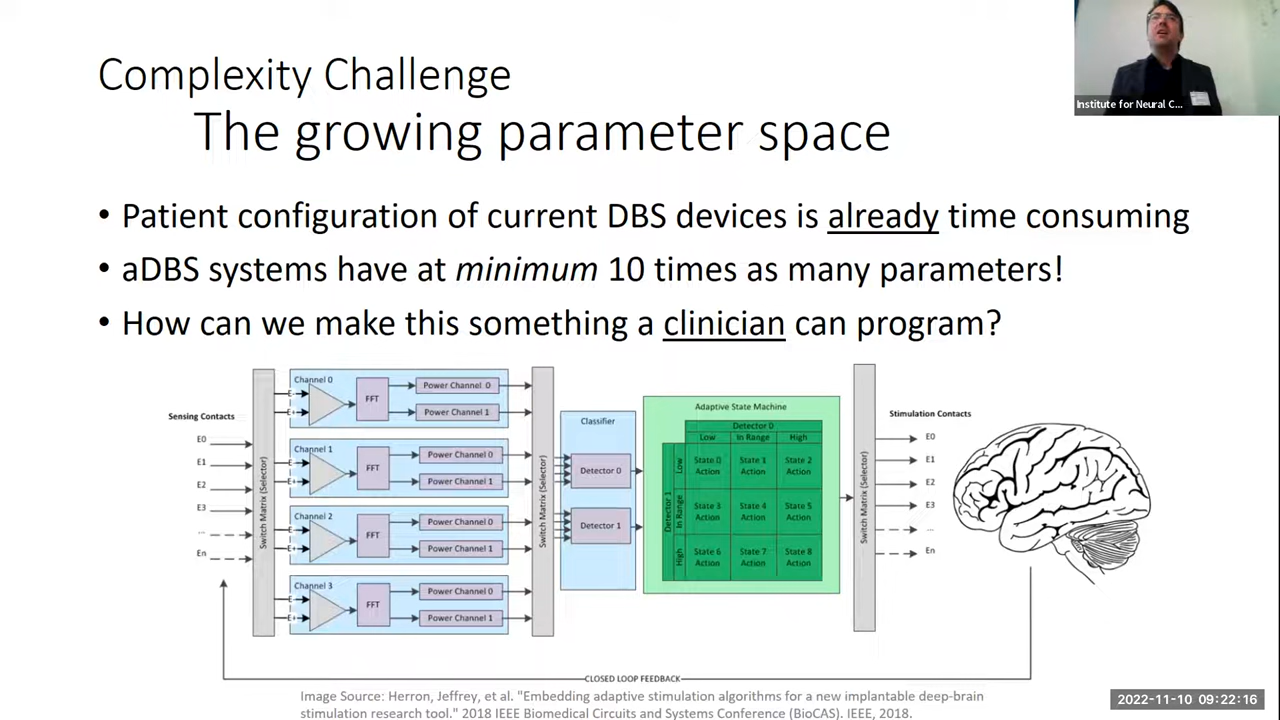 Complexity Challenge
The growing parameter space
Institute for Neural C...
• Patient configuration of current DBS devices is already time consuming
• aDBS systems have at minimum 10 times as many parameters!
• How can we make this something a clinician can program?
Sensing Contacts
E0
E1
E2
E3
...
En
Switch Matrix (Selector)
Channel 0
E-
E+
FFT
Power Channel 0
Power Channel 1
Channel 1
E-
E+
FFT
Power Channel 0
Power Channel 1
Channel 2
E-
E+
FFT
Power Channel 0
Power Channel 1
Channel 3
E-
E+
FFT
Power Channel 0
Power Channel 1
Switch Matrix (Selector)
Classifier
Detector 0
Detector 1
Adaptive State Machine
Detector 0
Low In Range High
Detector 1
Low
In Range
High
State 0 Action
State 1 Action
State 2 Action
State 3 Action
State 4 Action
State 5 Action
State 6 Action
State 7 Action
State 8 Action
Switch Matrix (Selector)
Stimulation Contacts
E0
E1
E2
E3
...
En
CLOSED LOOP FEEDBACK
Image Source: Herron, Jeffrey, et al. "Embedding adaptive stimulation algorithms for a new implantable deep-brain
stimulation research tool." 2018 IEEE Biomedical Circuits and Systems Conference (BioCAS). IEEE, 2018.
2022-11-10 09:22:16